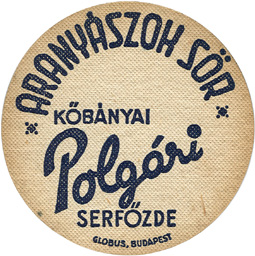 ARANYÁSZOK SÖR
KŐBÁNYAI
Polgári
SERFŐZDE
GLOBUS, BUDAPEST